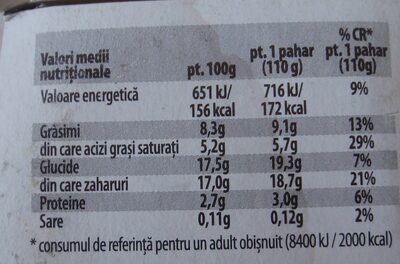 % CR*
Valori medii pt. 1 pahar pt. 1 pahar
nutriționale pt. 100g (110 g) (110g)
Valoare energetică 651 kJ/ 716 kJ/ 9%
156 kcal 172 kcal
Grăsimi 8,3g 9,1g 13%
din care acizi grași saturați 5,2g 5,7g 29%
Glucide 17,5g 19,3g 7%
din care zaharuri 17,0g 18,7g 21%
Proteine 2,7g 3,0g 6%
Sare 0,11g 0,12g 2%
* consumul de referință pentru un adult obișnuit (8400 kJ / 2000 kcal)